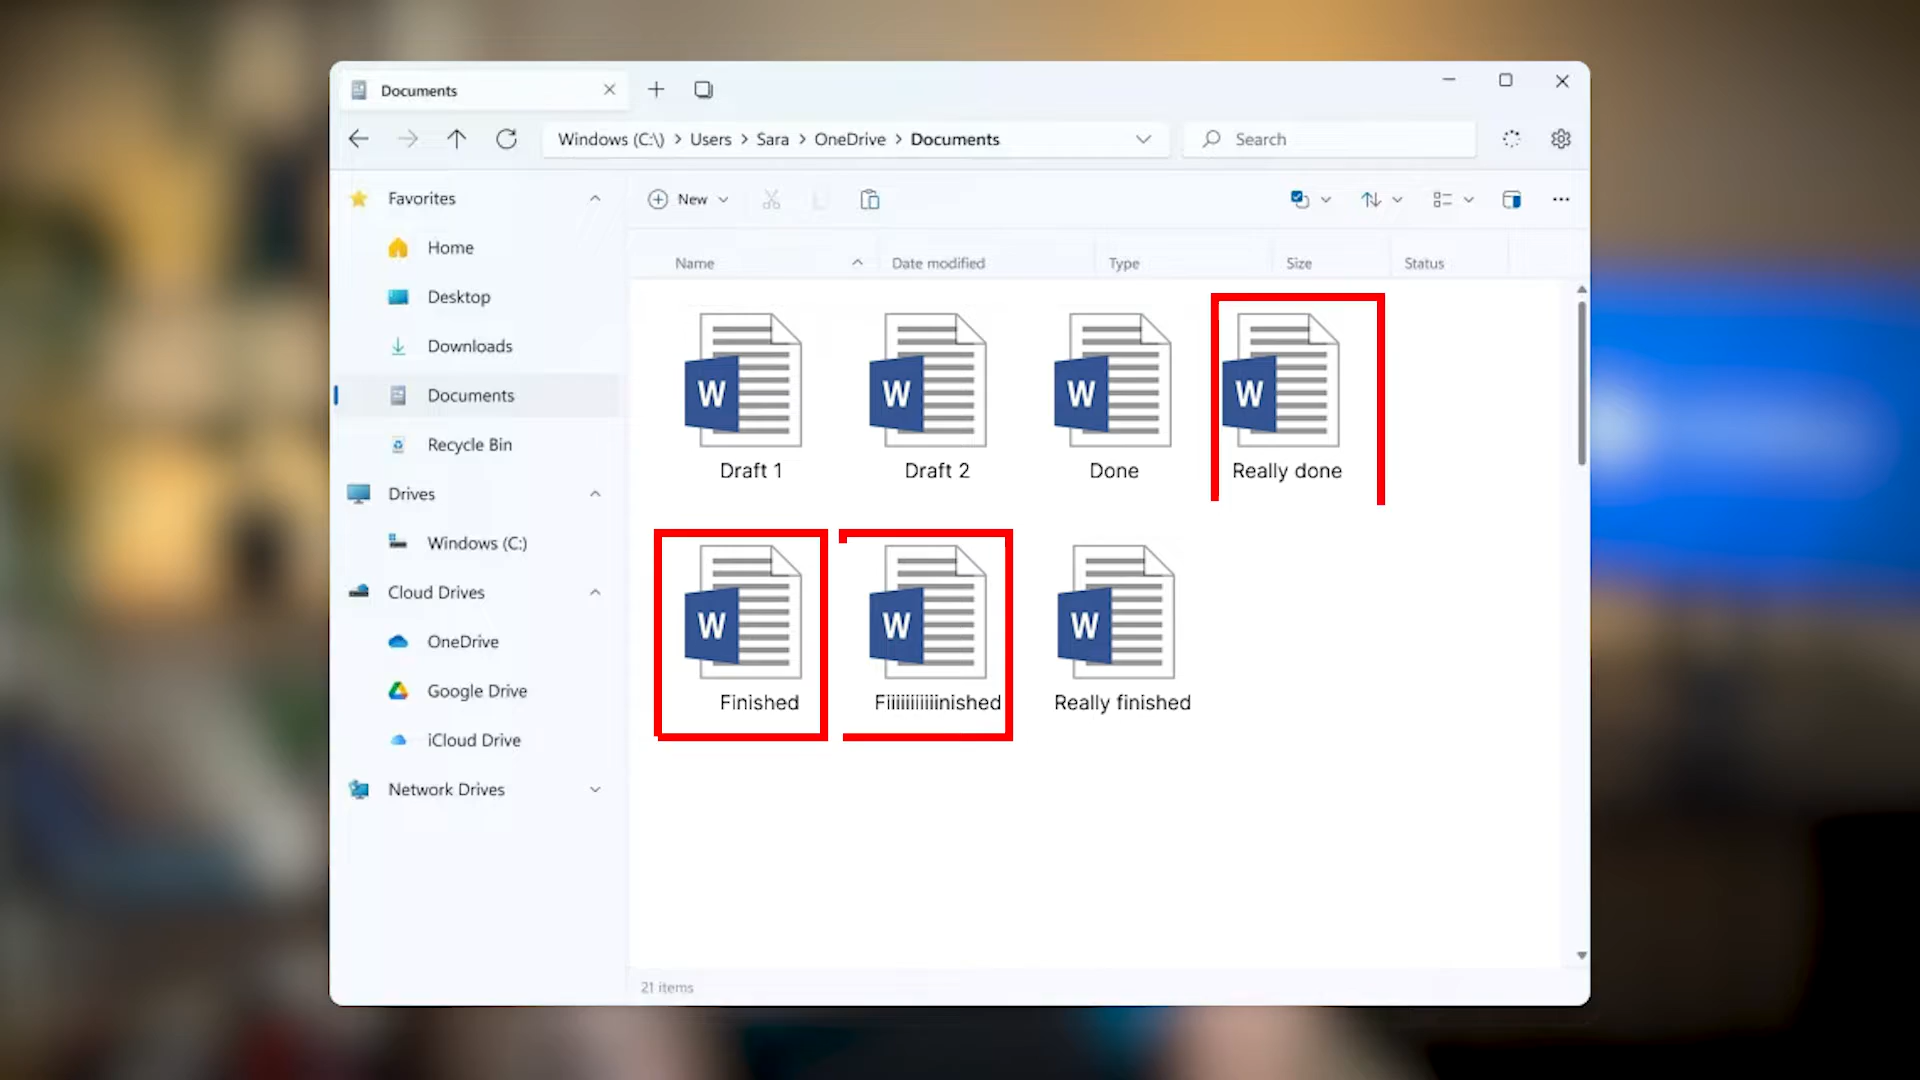 Documents
Windows (C:\) > Users > Sara > OneDrive > Documents
Search
Favorites
New
Home
Name
Date modified
Type
Size
Status
Desktop
Downloads
Documents
Recycle Bin
Drives
Windows (C:)
Cloud Drives
OneDrive
Google Drive
iCloud Drive
Network Drives
W
W
W
W
Draft 1
Draft 2
Done
Really done
W
W
W
Finished
Fiiiiiiiiiiinished
Really finished
21 items